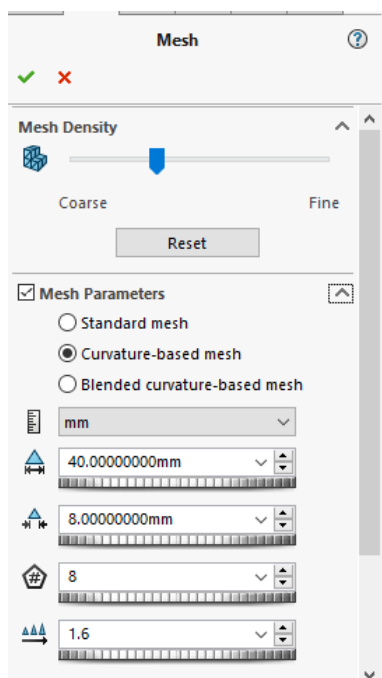 Mesh
?
Mesh Density
Coarse Fine
Reset
Mesh Parameters
Standard mesh
Curvature-based mesh
Blended curvature-based mesh
mm
40.00000000mm
8.00000000mm
# 8
1.6